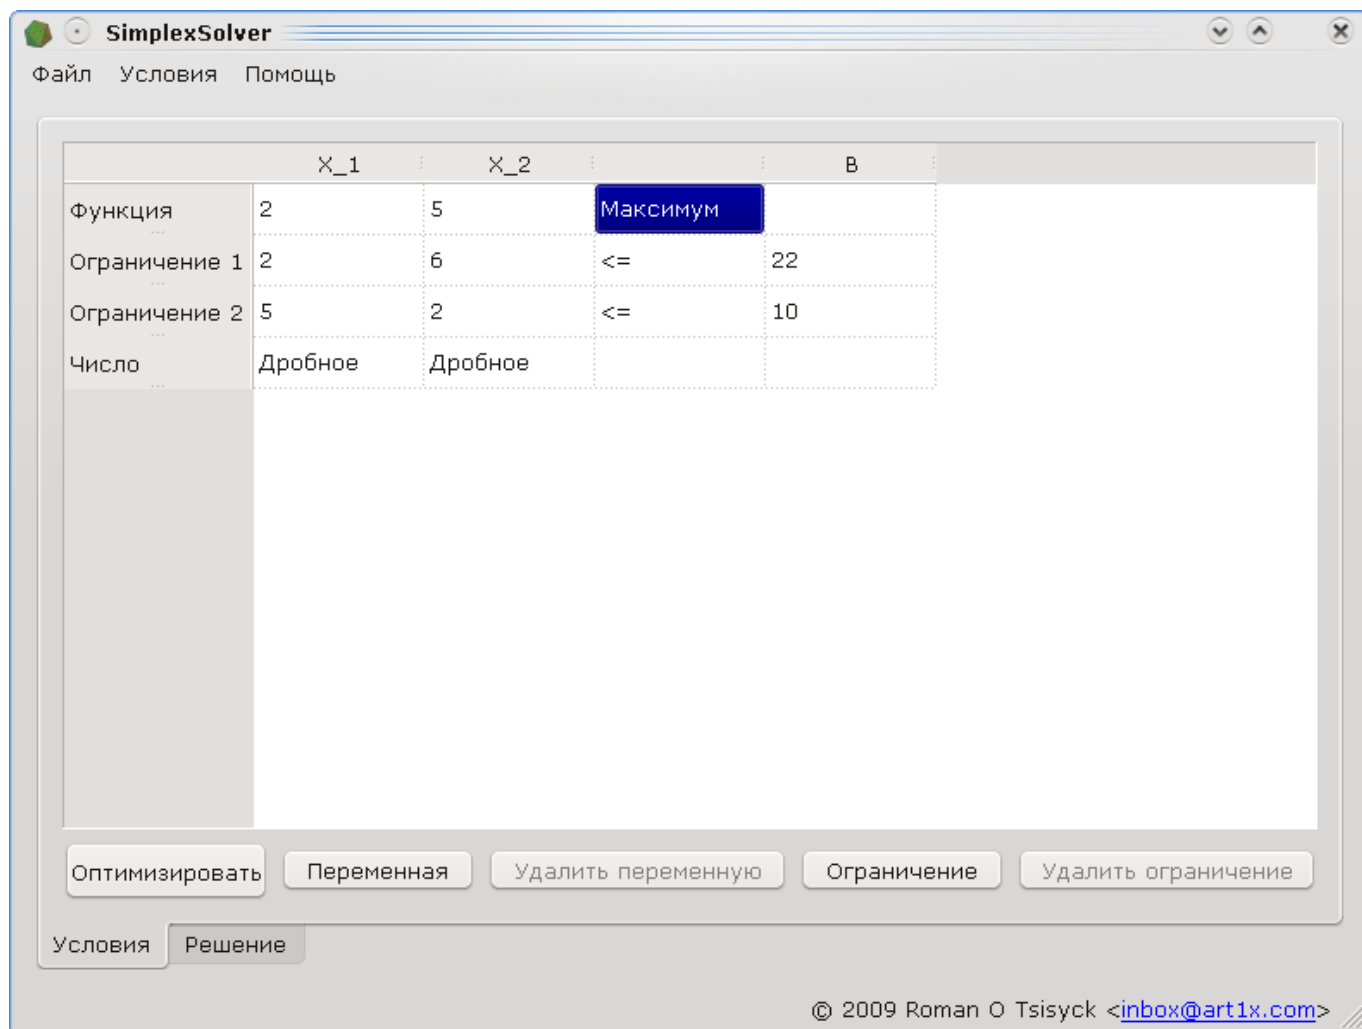 SimplexSolver
Файл Условия Помощь
X_1 X_2 B
Функция 2 5 Максимум
Ограничение 1 2 6 <= 22
Ограничение 2 5 2 <= 10
Число Дробное Дробное
Оптимизировать Переменная Удалить переменную Ограничение Удалить ограничение
Условия Решение
© 2009 Roman O Tsisyck <inbox@art1x.com>